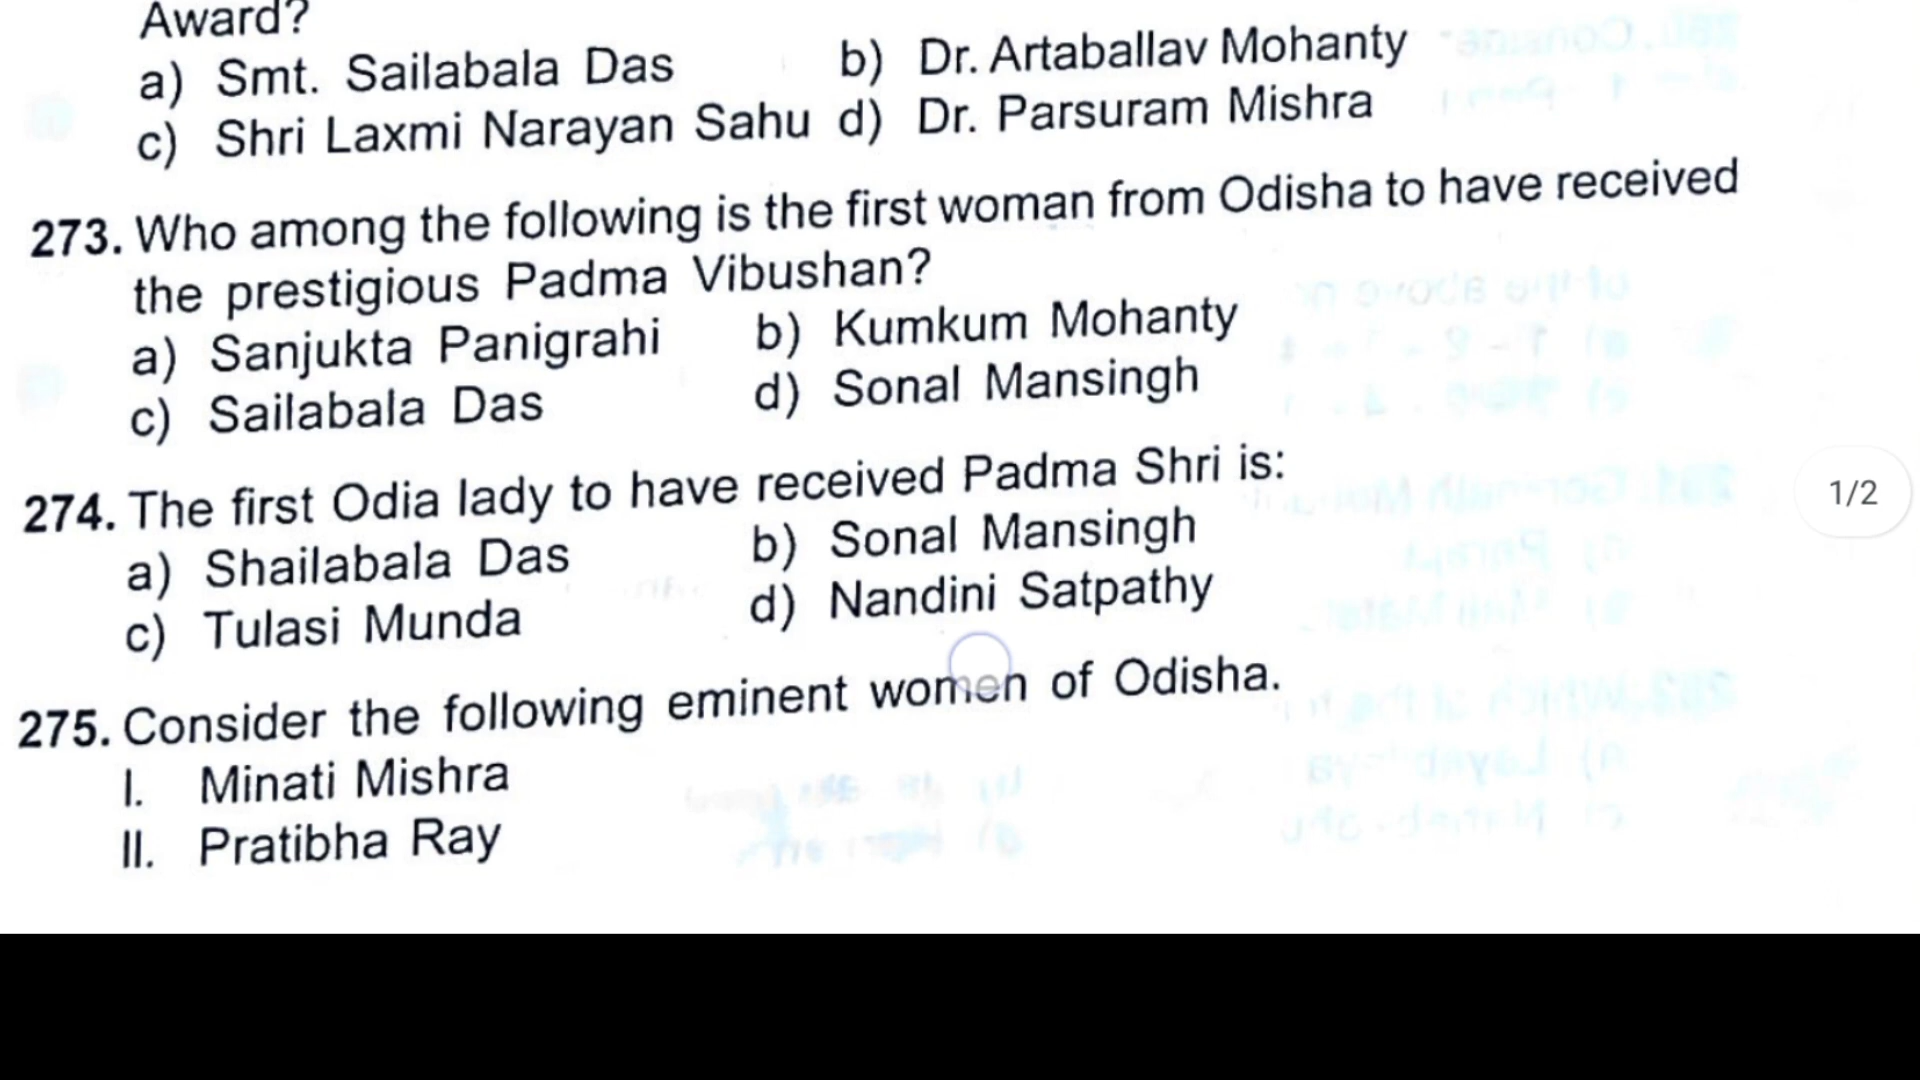 Award?
a) Smt. Sailabala Das b) Dr. Artaballav Mohanty
c) Shri Laxmi Narayan Sahu d) Dr. Parsuram Mishra
273. Who among the following is the first woman from Odisha to have received
the prestigious Padma Vibushan?
a) Sanjukta Panigrahi b) Kumkum Mohanty
c) Sailabala Das d) Sonal Mansingh
274. The first Odia lady to have received Padma Shri is:
a) Shailabala Das b) Sonal Mansingh
c) Tulasi Munda d) Nandini Satpathy
275. Consider the following eminent women of Odisha.
I. Minati Mishra
II. Pratibha Ray
1/2